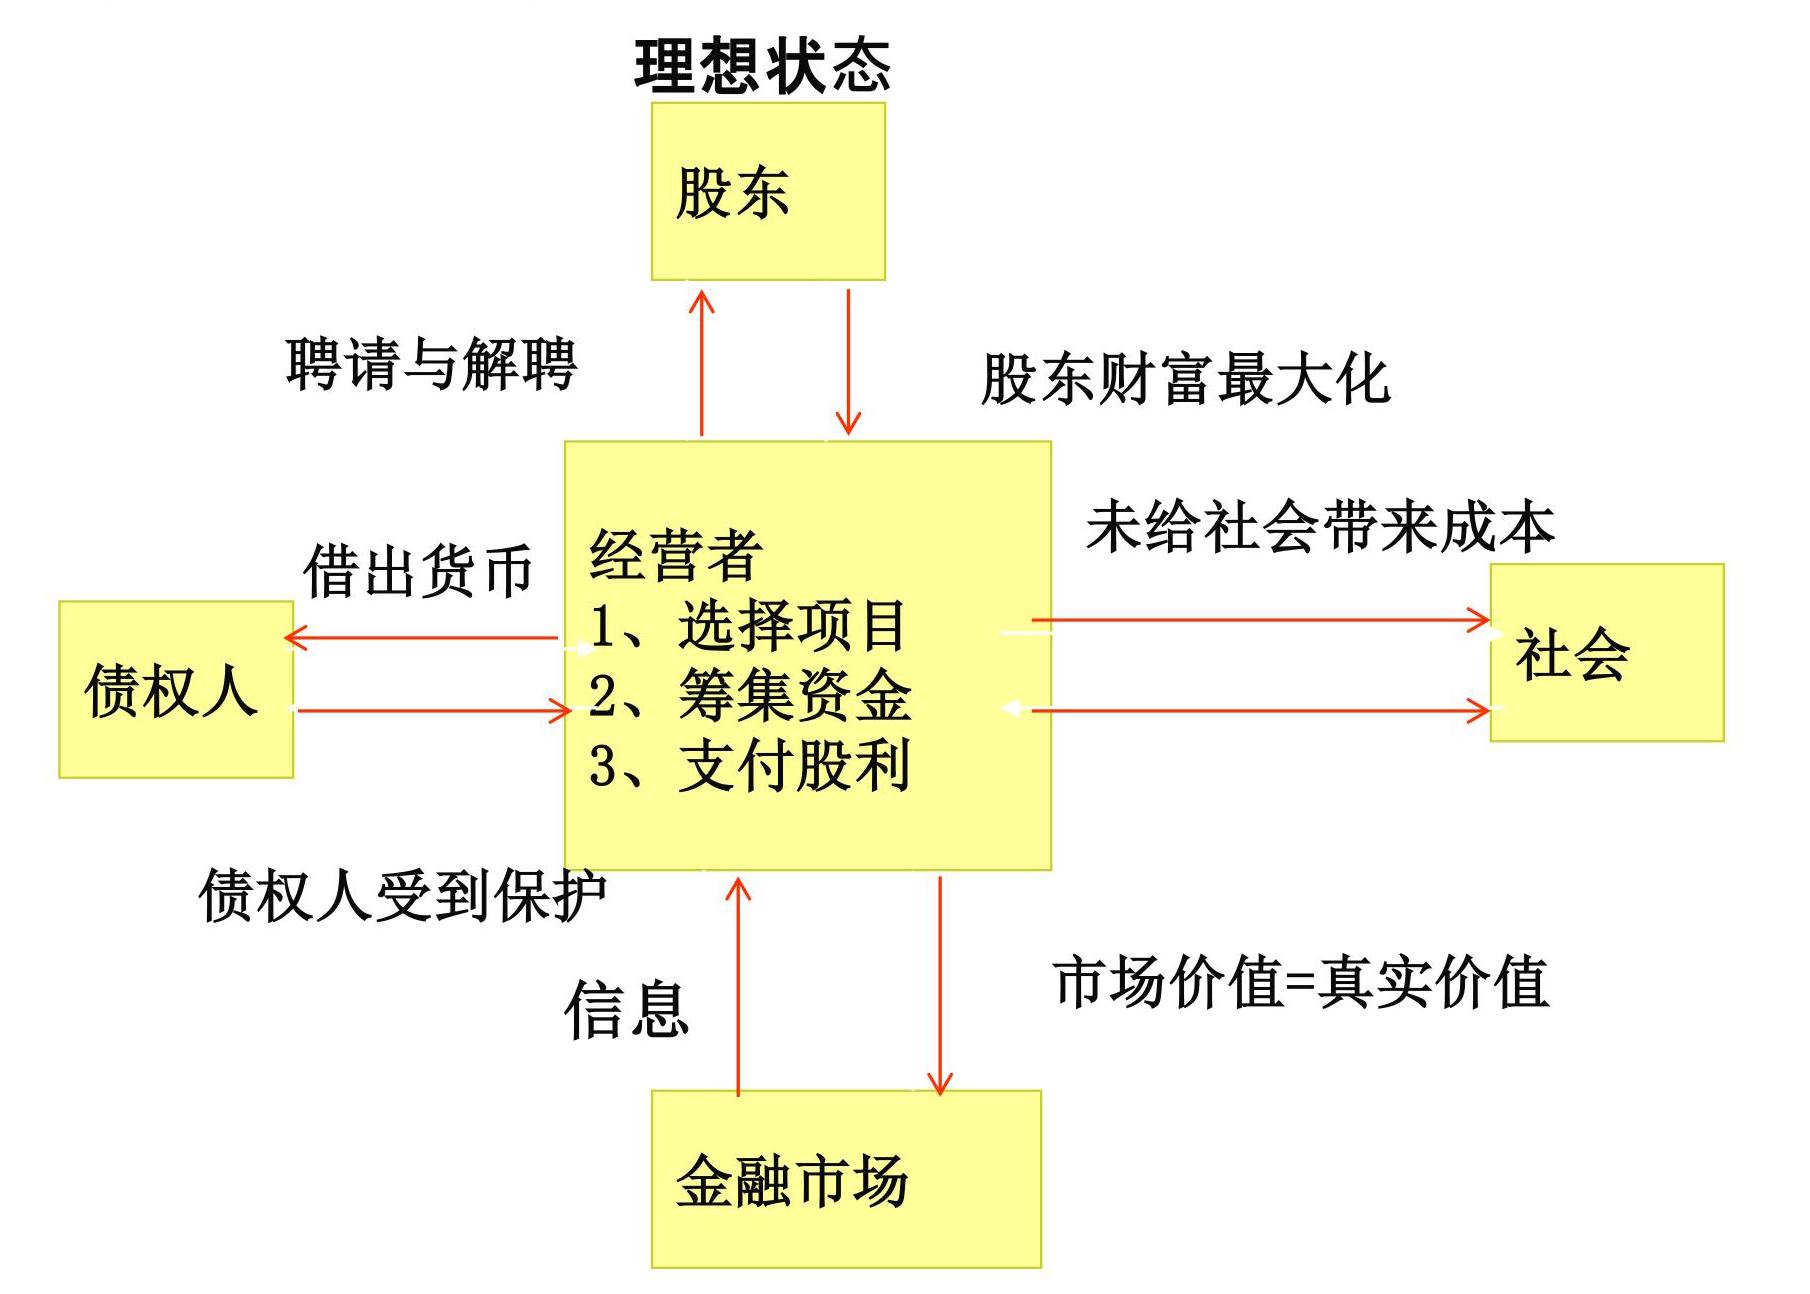 理想状态
股东
聘请与解聘
股东财富最大化
未给社会带来成本
借出货币
经营者
1、选择项目
2、筹集资金
3、支付股利
债权人
社会
债权人受到保护
信息
市场价值=真实价值
金融市场